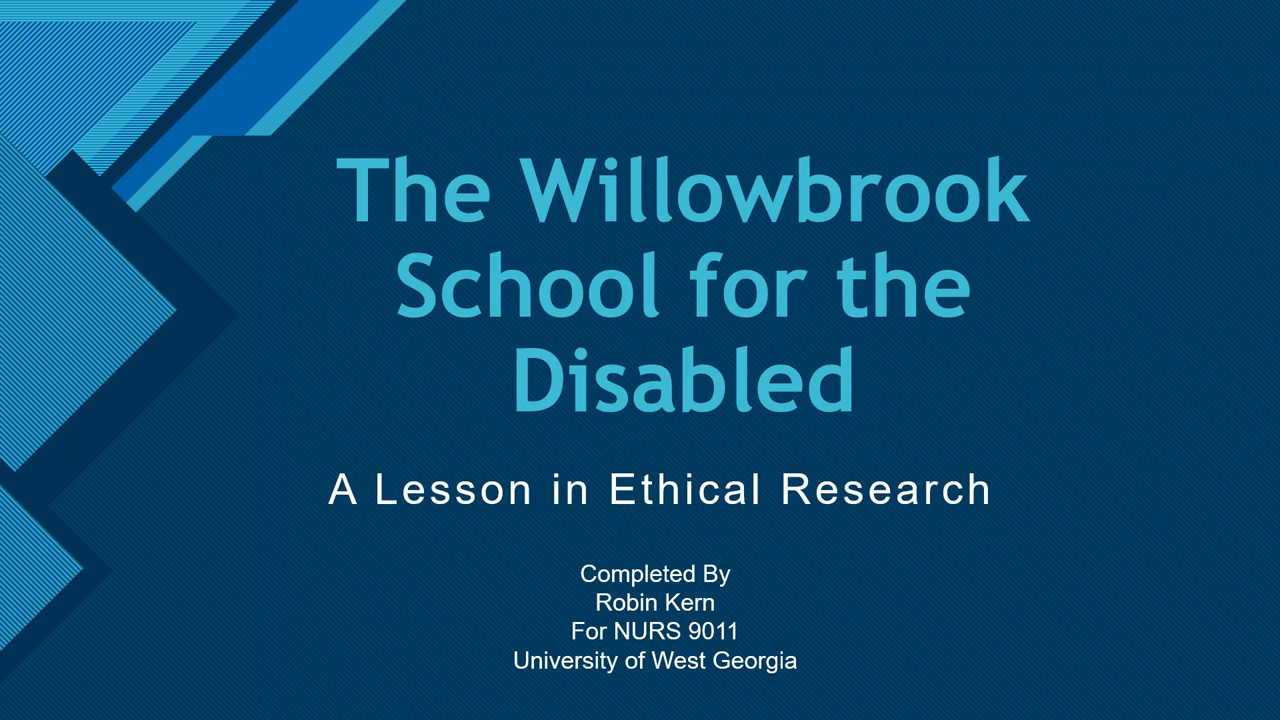 The Willowbrook
School for the
Disabled
A Lesson in Ethical Research
Completed By
Robin Kern
For NURS 9011
University of West Georgia